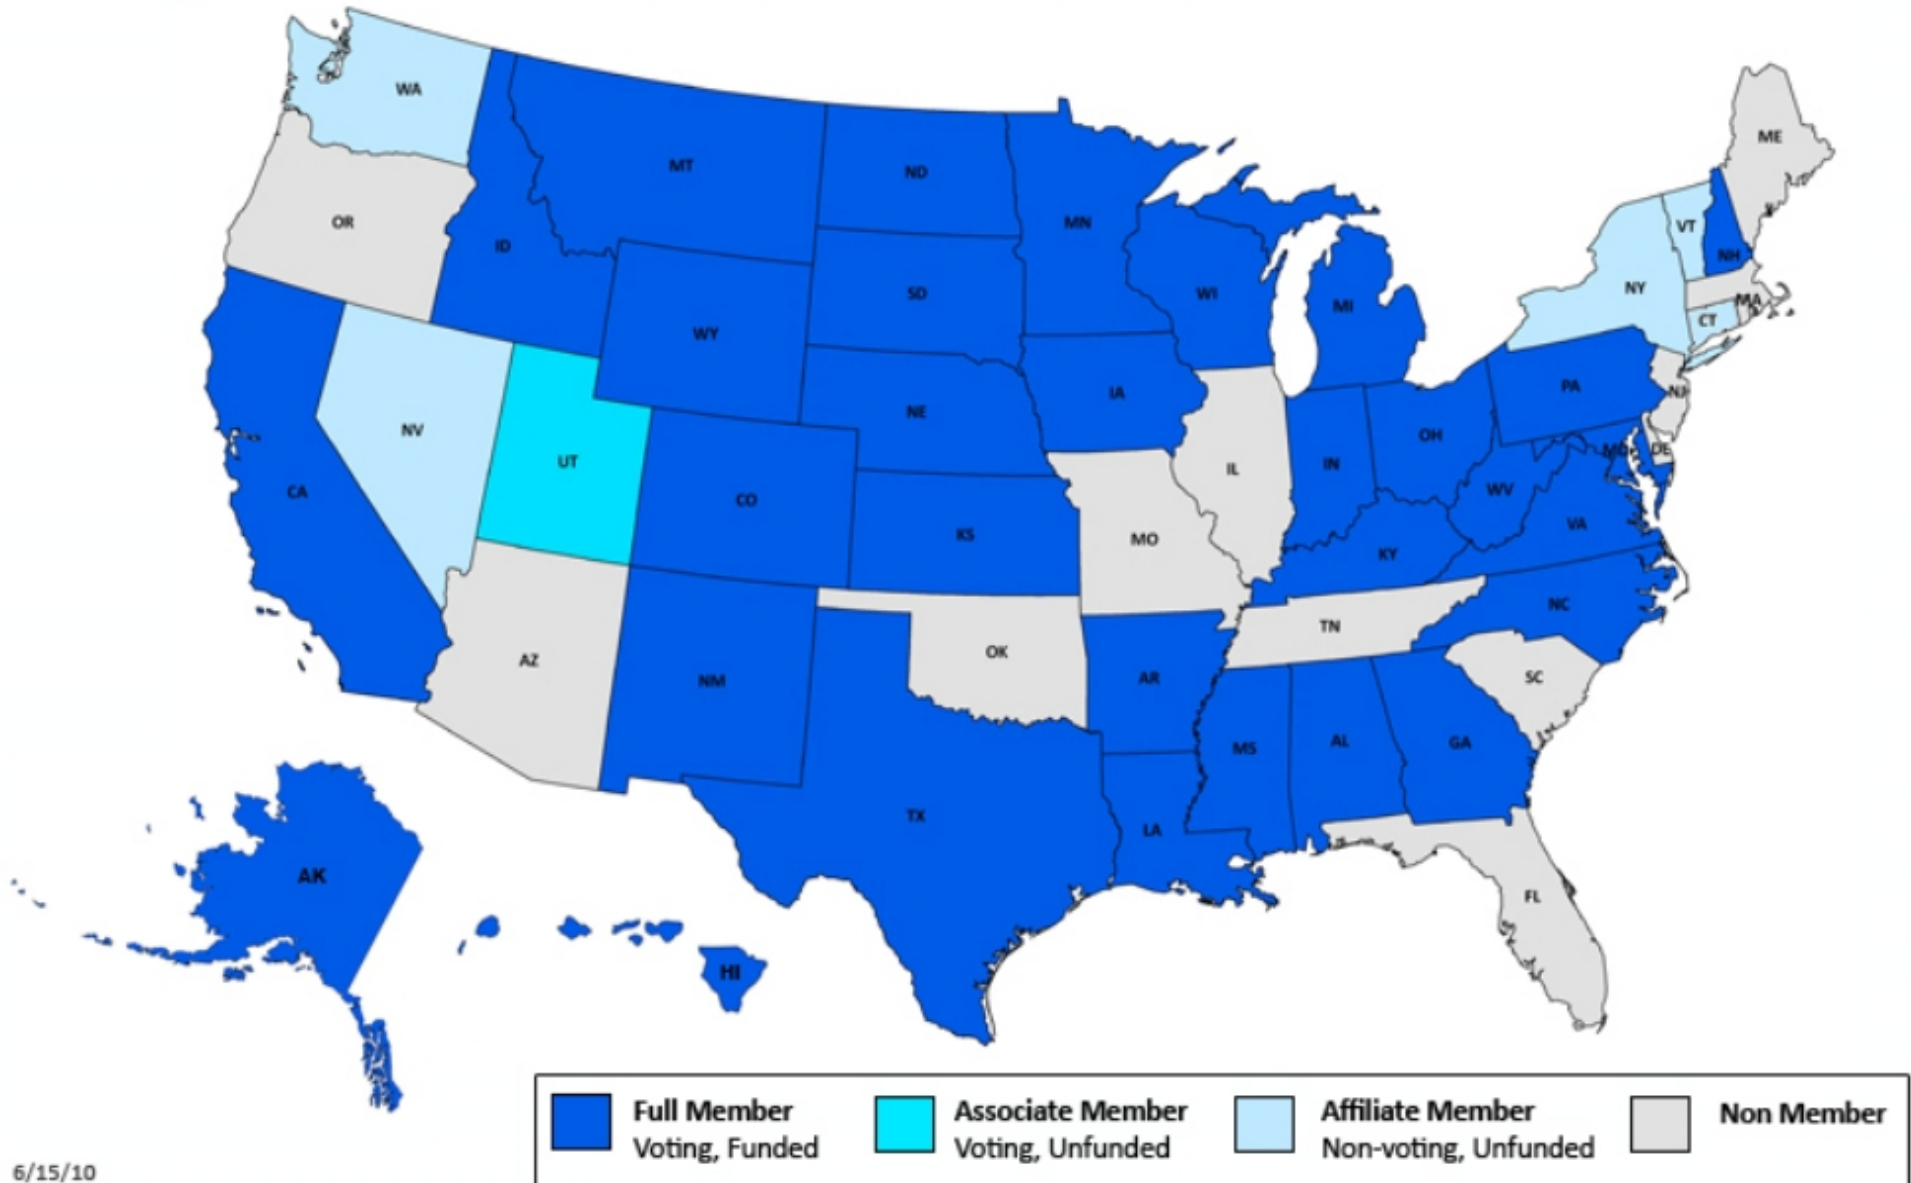 WA
ME
MT
ND
OR
MN
VT
ID
NH
SD
WI
NY
MA
MI
CT
WY
PA
NJ
IA
NE
NV
OH
MD
DE
UT
IN
IL
CA
WV
CO
VA
KS
MO
KY
NC
TN
OK
AZ
AR
SC
NM
MS
AL
GA
TX
LA
AK
FL
HI
Full Member
Voting, Funded
Associate Member
Voting, Unfunded
Affiliate Member
Non-voting, Unfunded
Non Member
6/15/10